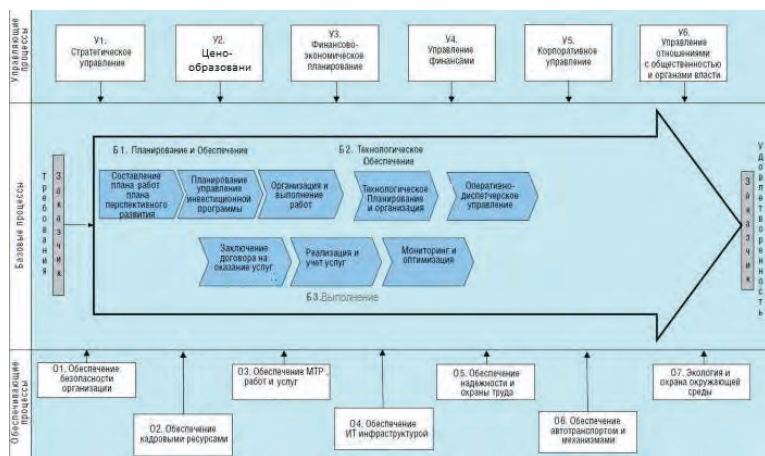 Управляющие
процессы
У1.
Стратегическое
управление
У2.
Цено-
образовани
У3.
Финансово-
экономическое
планирование
У4.
Управление
финансами
У5.
Корпоративное
управление
У6.
Управление
отношениями
с общественностью
и органами власти
Базовые процессы
Требования
Заказчик
Б1. Планирование и Обеспечение
Б2. Технологическое
Обеспечение
Составление
плана работ
плана
перспективного
развития
Планирование
управление
инвестиционной
программы
Организация и
выполнение
работ
Технологическое
Планирование
и организация
Оперативно-
диспетчерское
управление
Заключение
договора на
оказание услуг
Реализация и
учет услуг
Мониторинг и
оптимизация
Б3.Выполнение
Заказчик
Удовлетворенность
Обеспечивающие
процессы
О1. Обеспечение
безопасности
организации
О2. Обеспечение
кадровыми ресурсами
О3. Обеспечение МТР,
работ и услуг
О4. Обеспечение
ИТ инфраструктурой
О5. Обеспечение
надежности и
охраны труда
О6. Обеспечение
автотранспортом и
механизмами
О7. Экология и
охрана окружающей
среды